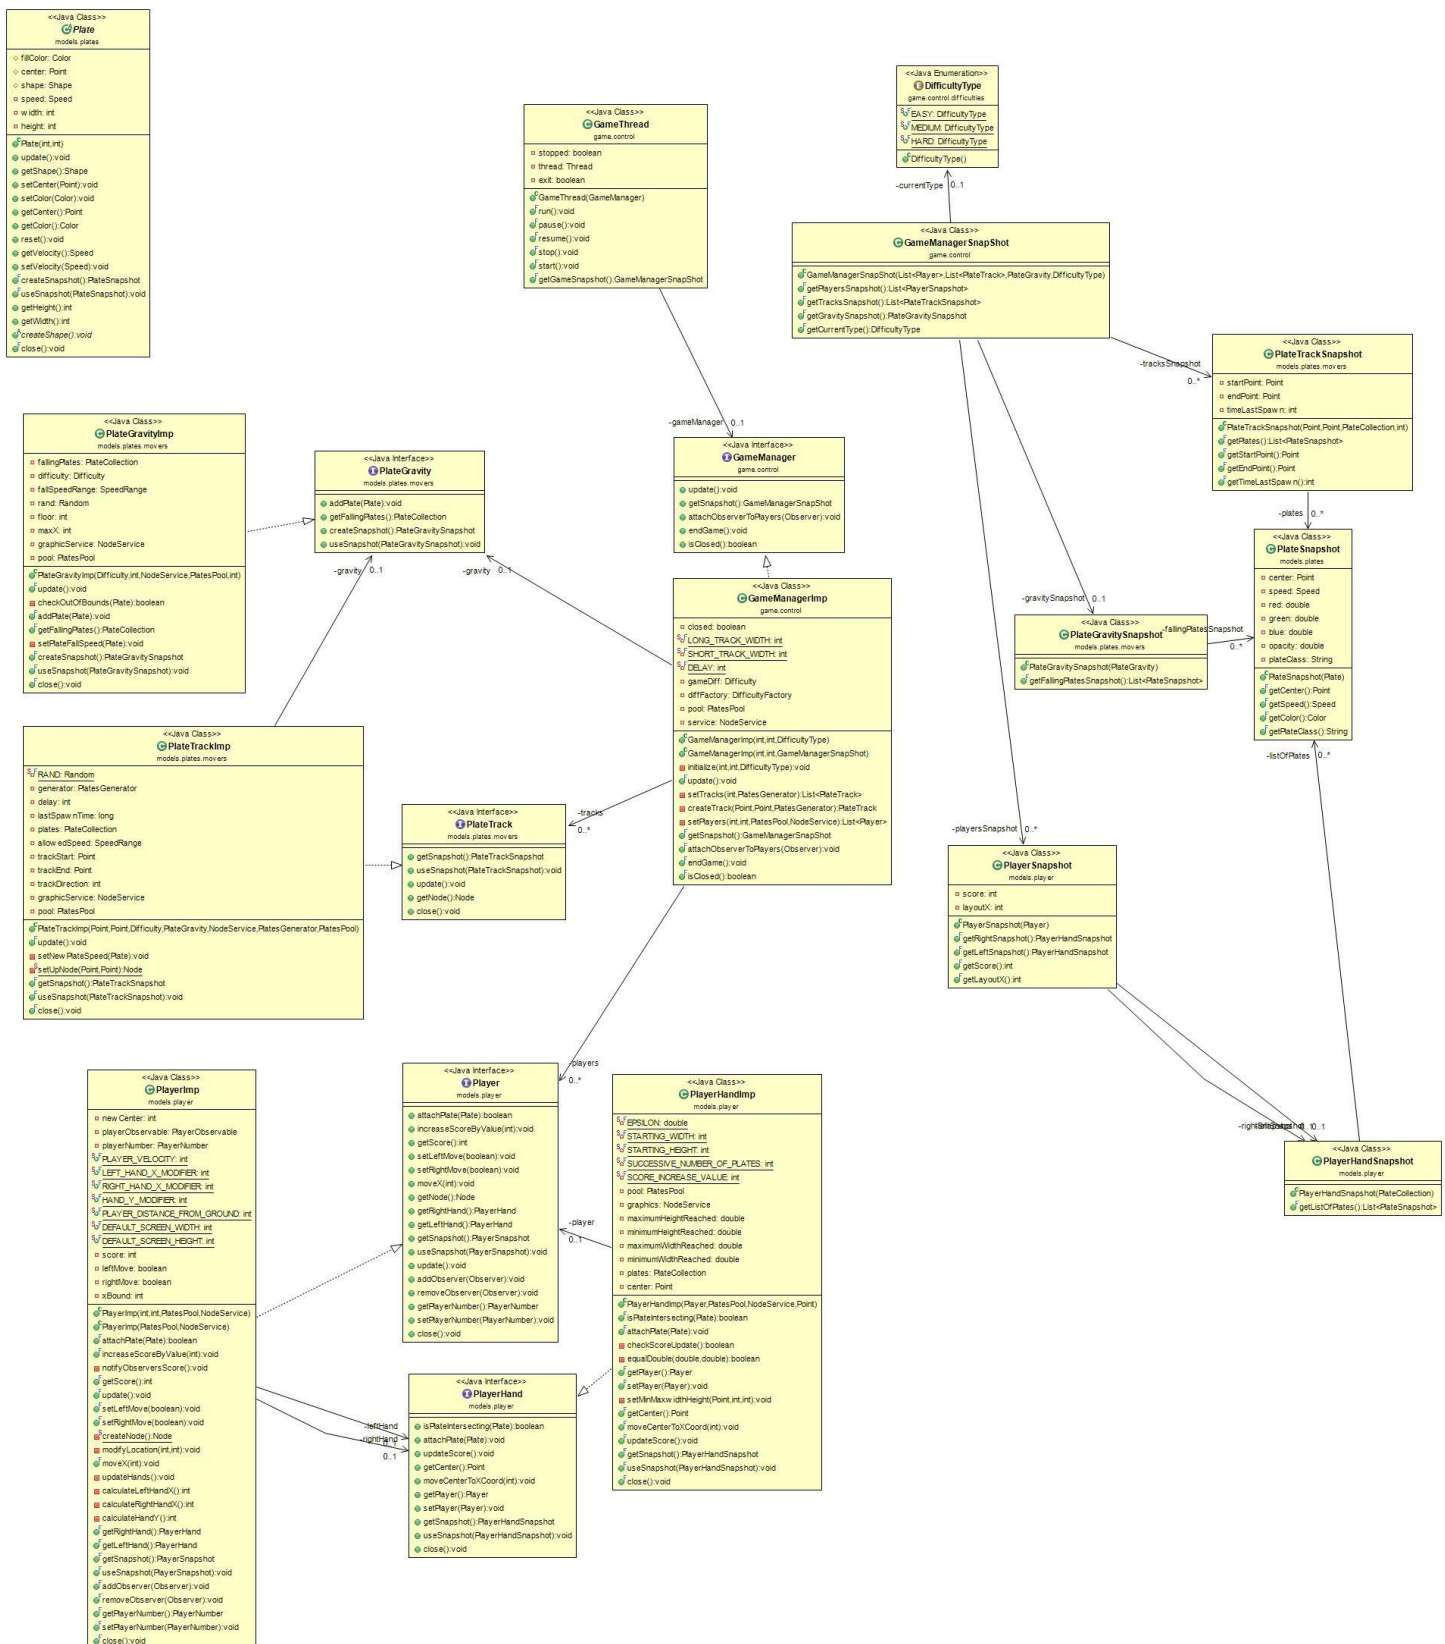 <<Java Class>>
Plate
models.plates
fillColor: Color
center: Point
shape: Shape
speed: Speed
width: int
height: int
Plate(int,int)
update():void
getShape():Shape
setCenter(Point):void
setColor(Color):void
getCenter():Point
getColor():Color
reset():void
getVelocity():Speed
setVelocity(Speed):void
createSnapshot():PlateSnapshot
useSnapshot(PlateSnapshot):void
getHeight():int
getWidth():int
createShape():void
close():void
<<Java Class>>
GameThread
game.control
stopped: boolean
thread: Thread
exit: boolean
GameThread(GameManager)
run():void
pause():void
resume():void
stop():void
start():void
getGameSnapshot():GameManagerSnapShot
<<Java Enumeration>>
DifficultyType
game.control.difficulties
EASY: DifficultyType
MEDIUM: DifficultyType
HARD: DifficultyType
DifficultyType()
-currentType 0..1
<<Java Class>>
GameManagerSnapShot
game.control
GameManagerSnapShot(List<Player>,List<PlateTrack>,PlateGravity,DifficultyType)
getPlayersSnapshot():List<PlayerSnapshot>
getTracksSnapshot():List<PlateTrackSnapshot>
getGravitySnapshot():PlateGravitySnapshot
getCurrentType():DifficultyType
-tracksSnapshot
0..*
<<Java Class>>
PlateTrackSnapshot
models.plates.movers
startPoint: Point
endPoint: Point
timeLastSpawn: int
PlateTrackSnapshot(Point,Point,PlateCollection,int)
getPlates():List<PlateSnapshot>
getStartPoint():Point
getEndPoint():Point
getTimeLastSpawn():int
-plates 0..*
<<Java Class>>
PlateGravityImp
models.plates.movers
fallingPlates: PlateCollection
difficulty: Difficulty
fallSpeedRange: SpeedRange
rand: Random
floor: int
maxX: int
graphicService: NodeService
pool: PlatesPool
PlateGravityImp(Difficulty,int,NodeService,PlatesPool,int)
update():void
checkOutOfBounds(Plate):boolean
addPlate(Plate):void
getFallingPlates():PlateCollection
setPlateFallSpeed(Plate):void
createSnapshot():PlateGravitySnapshot
useSnapshot(PlateGravitySnapshot):void
close():void
<<Java Interface>>
PlateGravity
models.plates.movers
addPlate(Plate):void
getFallingPlates():PlateCollection
createSnapshot():PlateGravitySnapshot
useSnapshot(PlateGravitySnapshot):void
-gravity 0..1
-gravity 0..1
-gameManager 0..1
<<Java Interface>>
GameManager
game.control
update():void
getSnapshot():GameManagerSnapShot
attachObserverToPlayers(Observer):void
endGame():void
isClosed():boolean
<<Java Class>>
GameManagerImp
game.control
closed: boolean
LONG_TRACK_WIDTH: int
SHORT_TRACK_WIDTH: int
DELAY: int
gameDiff: Difficulty
diffFactory: DifficultyFactory
pool: PlatesPool
service: NodeService
GameManagerImp(int,int,DifficultyType)
GameManagerImp(int,int,GameManagerSnapShot)
initialize(int,int,DifficultyType):void
update():void
setTracks(int,PlatesGenerator):List<PlateTrack>
createTrack(Point,Point,PlatesGenerator):PlateTrack
setPlayers(int,int,PlatesPool,NodeService):List<Player>
getSnapshot():GameManagerSnapShot
attachObserverToPlayers(Observer):void
endGame():void
isClosed():boolean
<<Java Class>>
PlateSnapshot
models.plates
center: Point
speed: Speed
red: double
green: double
blue: double
opacity: double
plateClass: String
PlateSnapshot(Plate)
getCenter():Point
getSpeed():Speed
getColor():Color
getPlateClass():String
-gravitySnapshot 0..1
<<Java Class>>
PlateGravitySnapshot
models.plates.movers
PlateGravitySnapshot(PlateGravity)
getFallingPlatesSnapshot():List<PlateSnapshot>
-fallingPlatesSnapshot
0..*
-listOfPlates 0..*
<<Java Class>>
PlateTrackImp
models.plates.movers
RAND: Random
generator: PlatesGenerator
delay: int
lastSpawnTime: long
plates: PlateCollection
allowedSpeed: SpeedRange
trackStart: Point
trackEnd: Point
trackDirection: int
graphicService: NodeService
pool: PlatesPool
PlateTrackImp(Point,Point,Difficulty,PlateGravity,NodeService,PlatesGenerator,PlatesPool)
update():void
setNewPlateSpeed(Plate):void
setUpNode(Point,Point):Node
getSnapshot():PlateTrackSnapshot
useSnapshot(PlateTrackSnapshot):void
close():void
<<Java Interface>>
PlateTrack
models.plates.movers
getSnapshot():PlateTrackSnapshot
useSnapshot(PlateTrackSnapshot):void
update():void
getNode():Node
close():void
-tracks
0..*
-playersSnapshot 0..*
<<Java Class>>
PlayerSnapshot
models.player
score: int
layoutX: int
PlayerSnapshot(Player)
getRightSnapshot():PlayerHandSnapshot
getLeftSnapshot():PlayerHandSnapshot
getScore():int
getLayoutX():int
0..1
<<Java Class>>
PlayerHandSnapshot
models.player
PlayerHandSnapshot(PlateCollection)
getListOfPlates():List<PlateSnapshot>
<<Java Class>>
PlayerImp
models.player
newCenter: int
playerObservable: PlayerObservable
playerNumber: PlayerNumber
PLAYER_VELOCITY: int
LEFT_HAND_X_MODIFIER: int
RIGHT_HAND_X_MODIFIER: int
HAND_Y_MODIFIER: int
PLAYER_DISTANCE_FROM_GROUND: int
DEFAULT_SCREEN_WIDTH: int
DEFAULT_SCREEN_HEIGHT: int
score: int
leftMove: boolean
rightMove: boolean
xBound: int
PlayerImp(int,int,PlatesPool,NodeService)
PlayerImp(PlatesPool,NodeService)
attachPlate(Plate):boolean
increaseScoreByValue(int):void
notifyObserversScore():void
getScore():int
update():void
setLeftMove(boolean):void
setRightMove(boolean):void
createNode():Node
modifyLocation(int,int):void
moveX(int):void
updateHands():void
calculateLeftHandX():int
calculateRightHandX():int
calculateHandY():int
getRightHand():PlayerHand
getLeftHand():PlayerHand
getSnapshot():PlayerSnapshot
useSnapshot(PlayerSnapshot):void
addObserver(Observer):void
removeObserver(Observer):void
getPlayerNumber():PlayerNumber
setPlayerNumber(PlayerNumber):void
close():void
<<Java Interface>>
Player
models.player
attachPlate(Plate):boolean
increaseScoreByValue(int):void
getScore():int
setLeftMove(boolean):void
setRightMove(boolean):void
moveX(int):void
getNode():Node
getRightHand():PlayerHand
getLeftHand():PlayerHand
getSnapshot():PlayerSnapshot
useSnapshot(PlayerSnapshot):void
update():void
addObserver(Observer):void
removeObserver(Observer):void
getPlayerNumber():PlayerNumber
setPlayerNumber(PlayerNumber):void
close():void
-players
0..*
-player
0..1
<<Java Class>>
PlayerHandImp
models.player
EPSILON: double
STARTING_WIDTH: int
STARTING_HEIGHT: int
SUCCESSIVE_NUMBER_OF_PLATES: int
SCORE_INCREASE_VALUE: int
pool: PlatesPool
graphics: NodeService
maximumHeightReached: double
minimumHeightReached: double
maximumWidthReached: double
minimumWidthReached: double
plates: PlateCollection
center: Point
PlayerHandImp(Player,PlatesPool,NodeService,Point)
isPlateIntersecting(Plate):boolean
attachPlate(Plate):void
checkScoreUpdate():boolean
equalDouble(double,double):boolean
getPlayer():Player
setPlayer(Player):void
setMinMaxwidthHeight(Point,int,int):void
getCenter():Point
moveCenterToXCoord(int):void
updateScore():void
getSnapshot():PlayerHandSnapshot
useSnapshot(PlayerHandSnapshot):void
close():void
<<Java Interface>>
PlayerHand
models.player
isPlateIntersecting(Plate):boolean
attachPlate(Plate):void
updateScore():void
getCenter():Point
moveCenterToXCoord(int):void
getPlayer():Player
setPlayer(Player):void
getSnapshot():PlayerHandSnapshot
useSnapshot(PlayerHandSnapshot):void
close():void
-leftHand
-rightHand
0..1